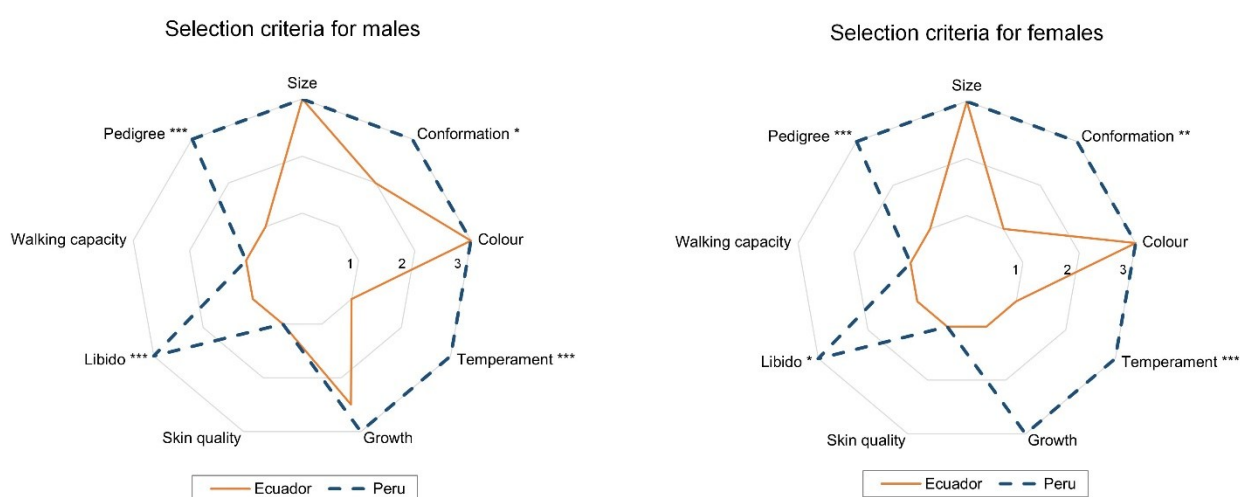 Selection criteria for males
Size
Pedigree ***
Conformation *
Walking capacity
Colour
1
2
3
Libido ***
Temperament ***
Skin quality
Growth
Ecuador
Peru
Selection criteria for females
Size
Pedigree ***
Conformation **
Walking capacity
Colour
1
2
3
Libido *
Temperament ***
Skin quality
Growth
Ecuador
Peru